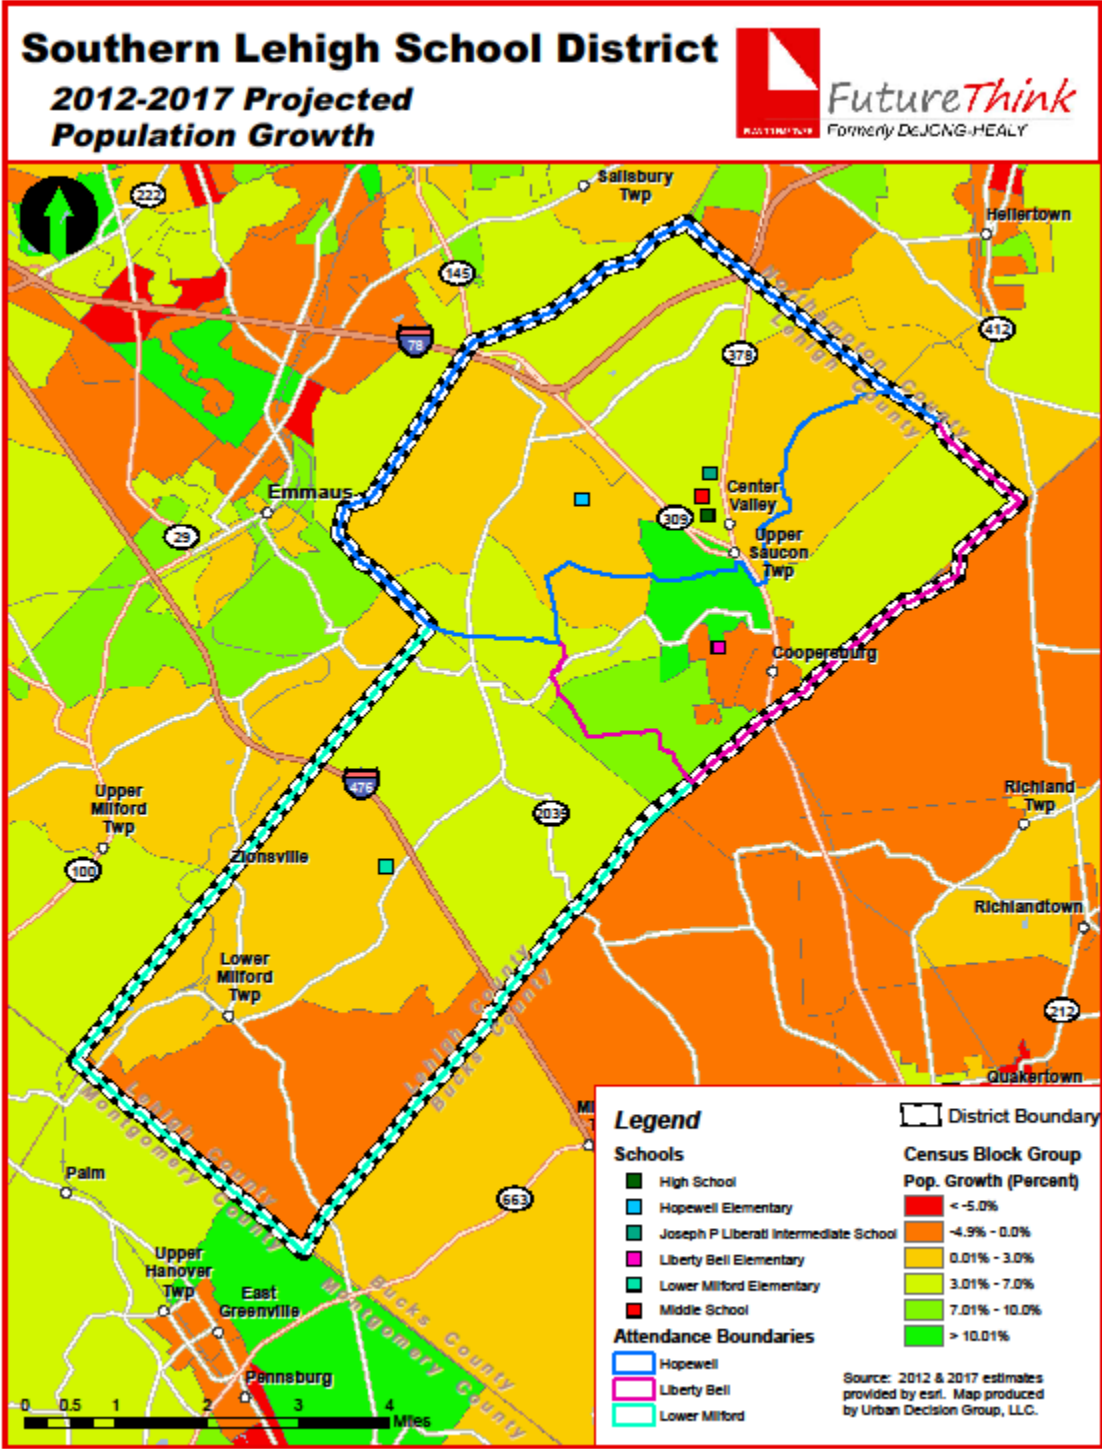 Southern Lehigh School District
2012-2017 Projected
Population Growth
FutureThink
Formerly DeJONG-HEALY
222
Salisbury
Twp
Hellertown
145
78
412
378
Northampton County
Lehigh County
Emmaus
29
Center
Valley
309
Upper
Saucon
Twp
Coopersburg
476
Upper
Milford
Twp
2039
Richland
Twp
Zionsville
100
Richlandtown
Lower
Milford
Twp
Lehigh County
Bucks County
212
Quakertown
Lehigh County
Montgomery County
Palm
663
Upper
Hanover
Twp
East
Greenville
Bucks County
Montgomery County
Pennsburg
0 0.5 1 2 3 4
Miles
Legend
District Boundary
Schools
High School
Hopewell Elementary
Joseph P Liberati Intermediate School
Liberty Bell Elementary
Lower Milford Elementary
Middle School
Attendance Boundaries
Hopewell
Liberty Bell
Lower Milford
Census Block Group
Pop. Growth (Percent)
< -5.0%
-4.9% - 0.0%
0.01% - 3.0%
3.01% - 7.0%
7.01% - 10.0%
> 10.01%
Source: 2012 & 2017 estimates
provided by esri. Map produced
by Urban Decision Group, LLC.